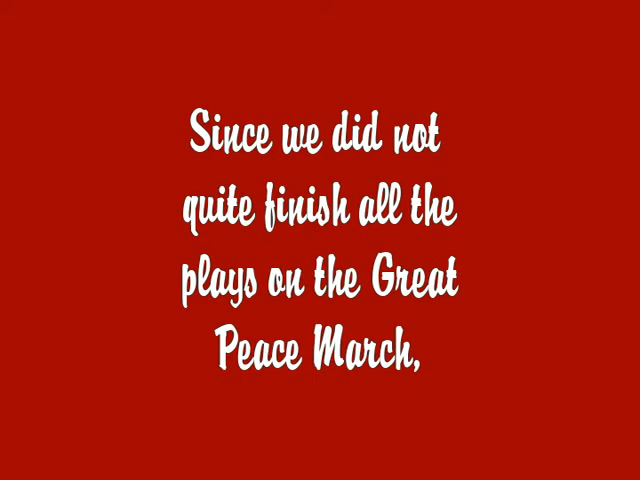 Since we did not
quite finish all the
plays on the Great
Peace March,